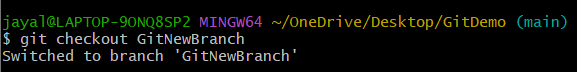 jayal@LAPTOP-9ONQ8SP2 MINGW64 ~/OneDrive/Desktop/GitDemo (main)
$ git checkout GitNewBranch
Switched to branch 'GitNewBranch'